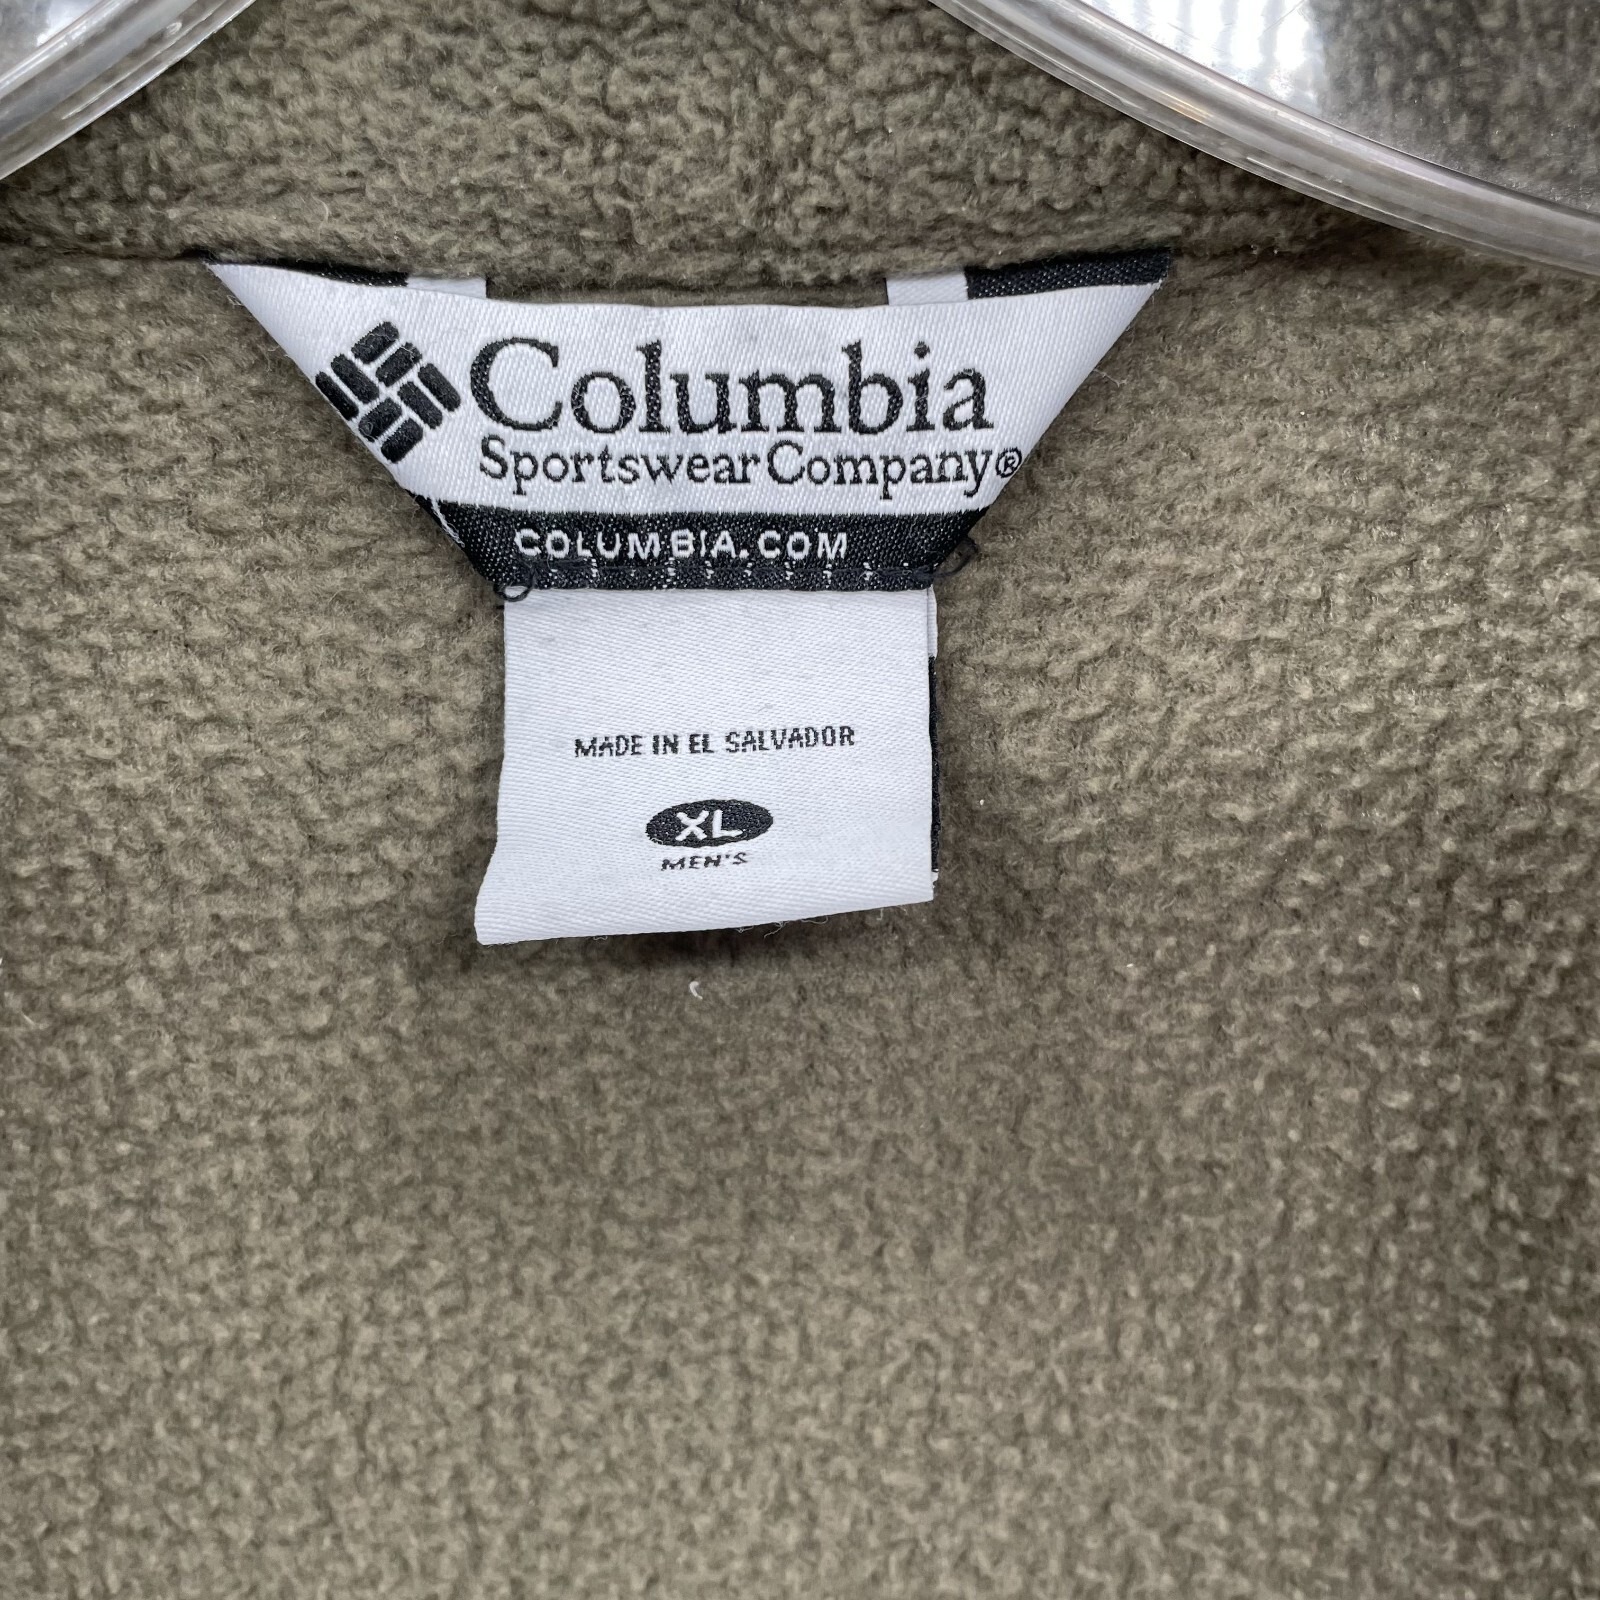 Columbia
Sportswear Company®
COLUMBIA.COM
MADE IN EL SALVADOR
XL
MEN'S